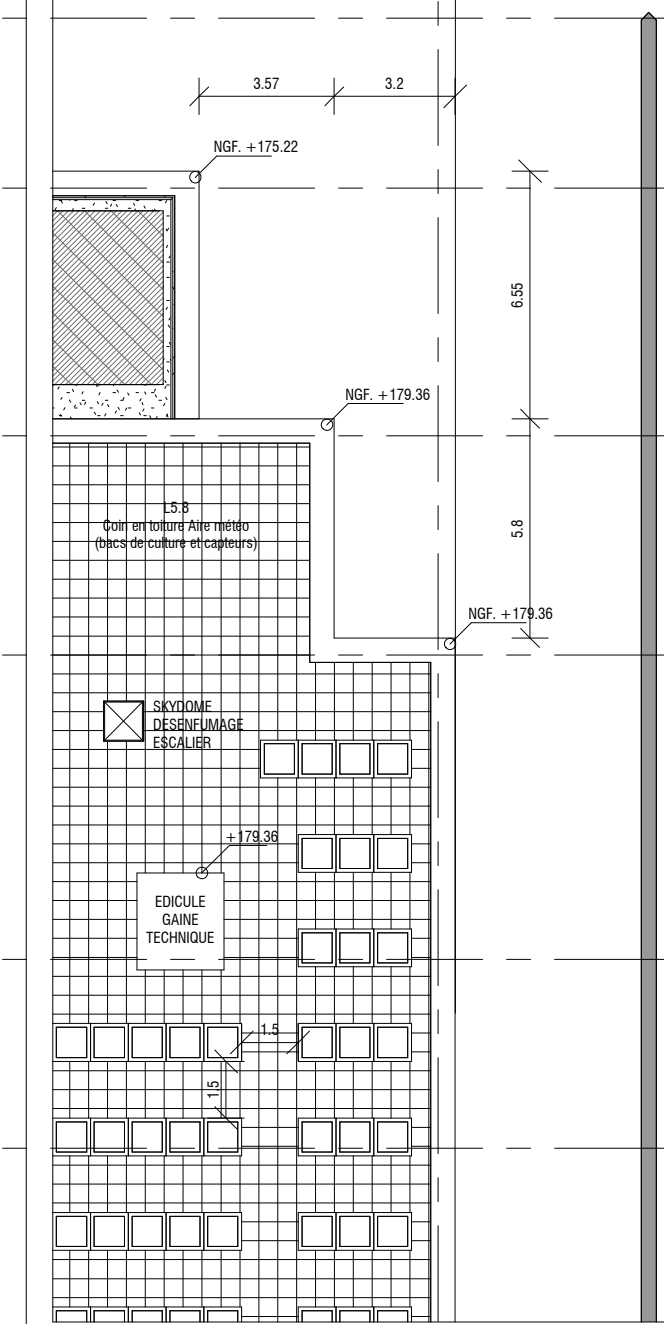 3.57
3.2
NGF. +175.22
6.55
NGF. +179.36
L5.8
Coin en toiture Aire météo
(bacs de culture et capteurs)
5.8
NGF. +179.36
SKYDOME
DESENFUMAGE
ESCALIER
+179.36
EDICULE
GAINE
TECHNIQUE
1.5
1.5